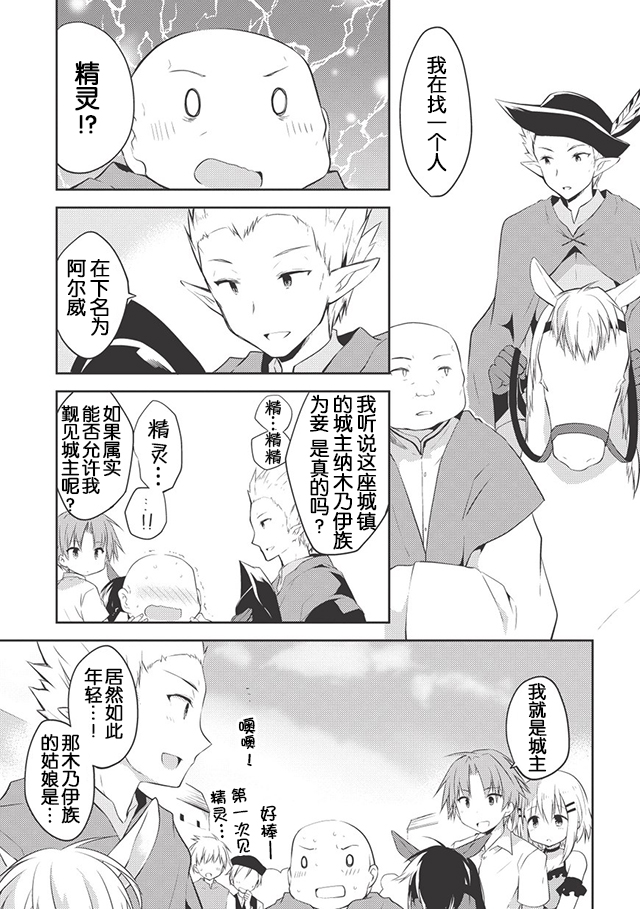 我在找一个人
精灵
!?
在下名为
阿尔威
我听说这座城镇
的城主纳木乃伊族
为妾 是真的吗？
精…精精
精灵…
…!!
如果属实
能否允许我
觐见城主呢？
我就是城主
噢噢！
好棒—
第一次见
精灵…
居然如此
年轻…！
那木乃伊族
的姑娘是…